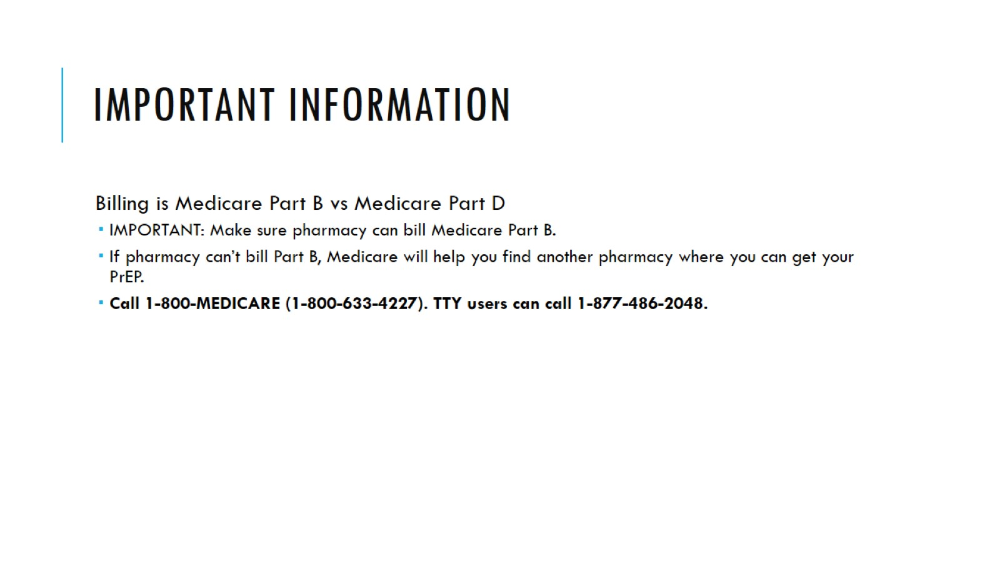 IMPORTANT INFORMATION
Billing is Medicare Part B vs Medicare Part D
▪ IMPORTANT: Make sure pharmacy can bill Medicare Part B.
▪ If pharmacy can’t bill Part B, Medicare will help you find another pharmacy where you can get your
PrEP.
▪ Call 1-800-MEDICARE (1-800-633-4227). TTY users can call 1-877-486-2048.